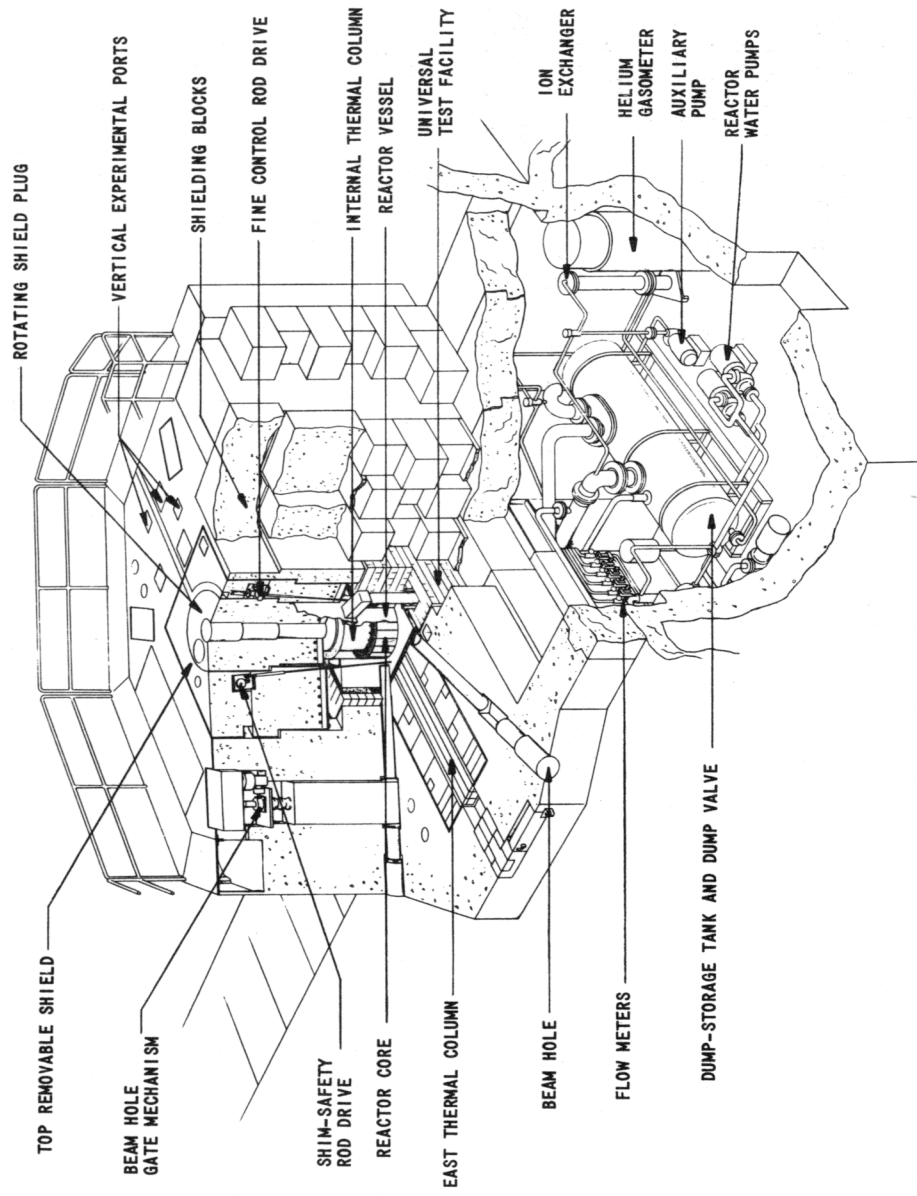 ROTATING SHIELD PLUG
VERTICAL EXPERIMENTAL PORTS
SHIELDING BLOCKS
FINE CONTROL ROD DRIVE
INTERNAL THERMAL COLUMN
REACTOR VESSEL
UNIVERSAL
TEST FACILITY
ION
EXCHANGER
HELIUM
GASOMETER
AUXILIARY
PUMP
REACTOR
WATER PUMPS
TOP REMOVABLE SHIELD
BEAM HOLE
GATE MECHANISM
SHIM-SAFETY
ROD DRIVE
REACTOR CORE
EAST THERMAL COLUMN
BEAM HOLE
FLOW METERS
DUMP-STORAGE TANK AND DUMP VALVE